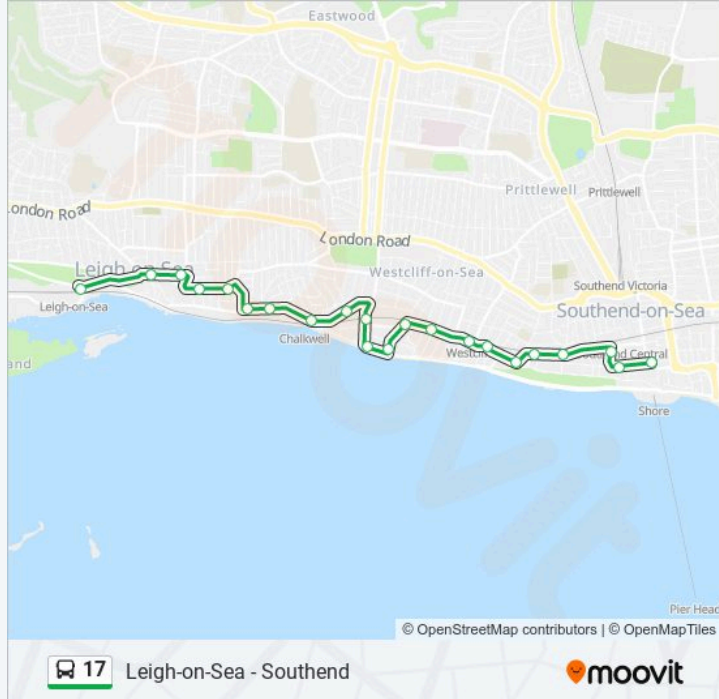 Eastwood
Prittlewell
Prittlewell
London Road
London Road
Leigh-on-Sea
Westcliff-on-Sea
Southend Victoria
Leigh-on-Sea
Southend-on-Sea
Chalkwell
Central
Shore
Pier Head
© OpenStreetMap contributors | © OpenMapTiles
17 Leigh-on-Sea - Southend
moovit